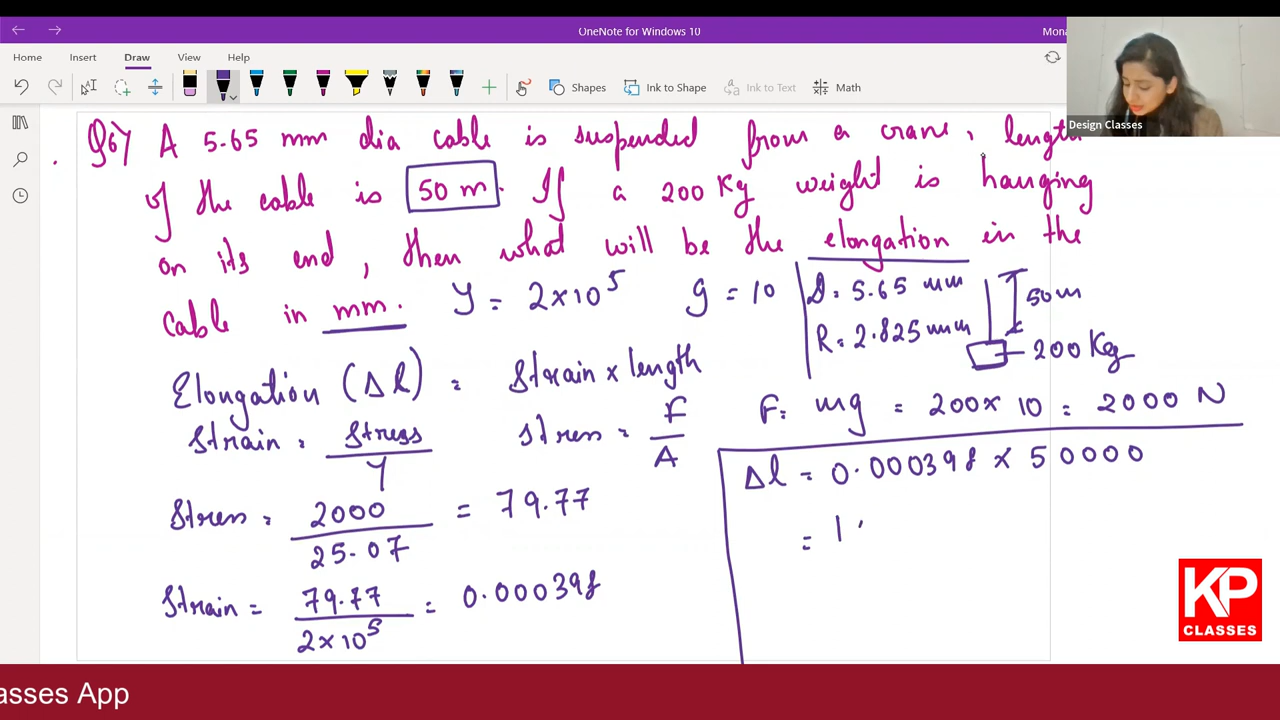 OneNote for Windows 10
Mona
Home Insert Draw View Help
Shapes Ink to Shape Ink to Text Math
Design Classes
Q6y A 5.65 mm dia cable is suspended from a crane, length
of the cable is 50 m. If a 200 Kg weight is hanging
on its end, then what will be the elongation in the
cable in mm. Y = 2×10⁵ g = 10
D = 5.65 mm
R = 2.825 mm
50m
200 Kg
Elongation (Δl) = Strain × length
Strain = Stress / Y
Stress = F / A
F = mg = 200 × 10 = 2000 N
Stress = 2000 / 25.07 = 79.77
Strain = 79.77 / 2×10⁵ = 0.000398
Δl = 0.000398 × 50000
= 1
KP
CLASSES
asses App